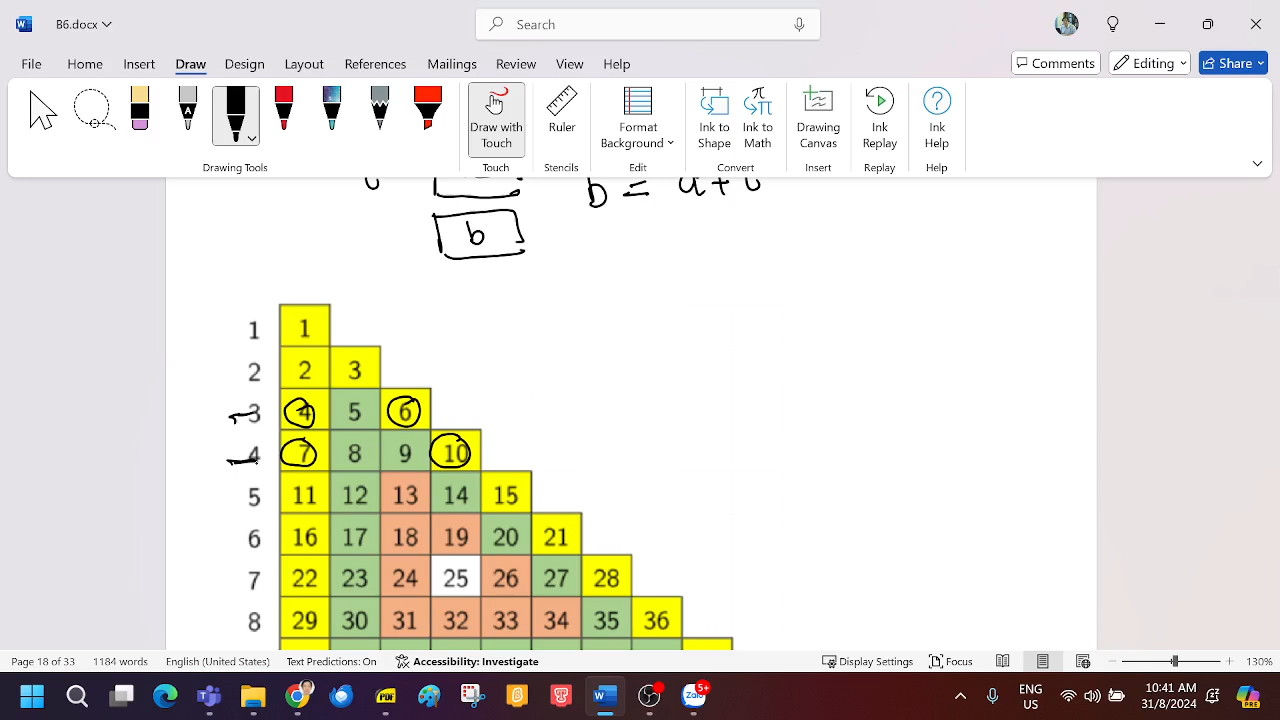 B6.docx
Search
File Home Insert Draw Design Layout References Mailings Review View Help
Comments Editing Share
Draw with Touch
Ruler
Format Background
Ink to Shape
Ink to Math
Drawing Canvas
Ink Replay
Ink Help
Drawing Tools Touch Stencils Edit Convert Insert Replay Help
b =
b
1 1
2 2 3
3 4 5 6
4 7 8 9 10
5 11 12 13 14 15
6 16 17 18 19 20 21
7 22 23 24 25 26 27 28
8 29 30 31 32 33 34 35 36
Page 18 of 33 1184 words English (United States) Text Predictions: On Accessibility: Investigate Display Settings Focus
ENG US
10:41 AM
31/8/2024
PDF
Zalo
5+
PRE